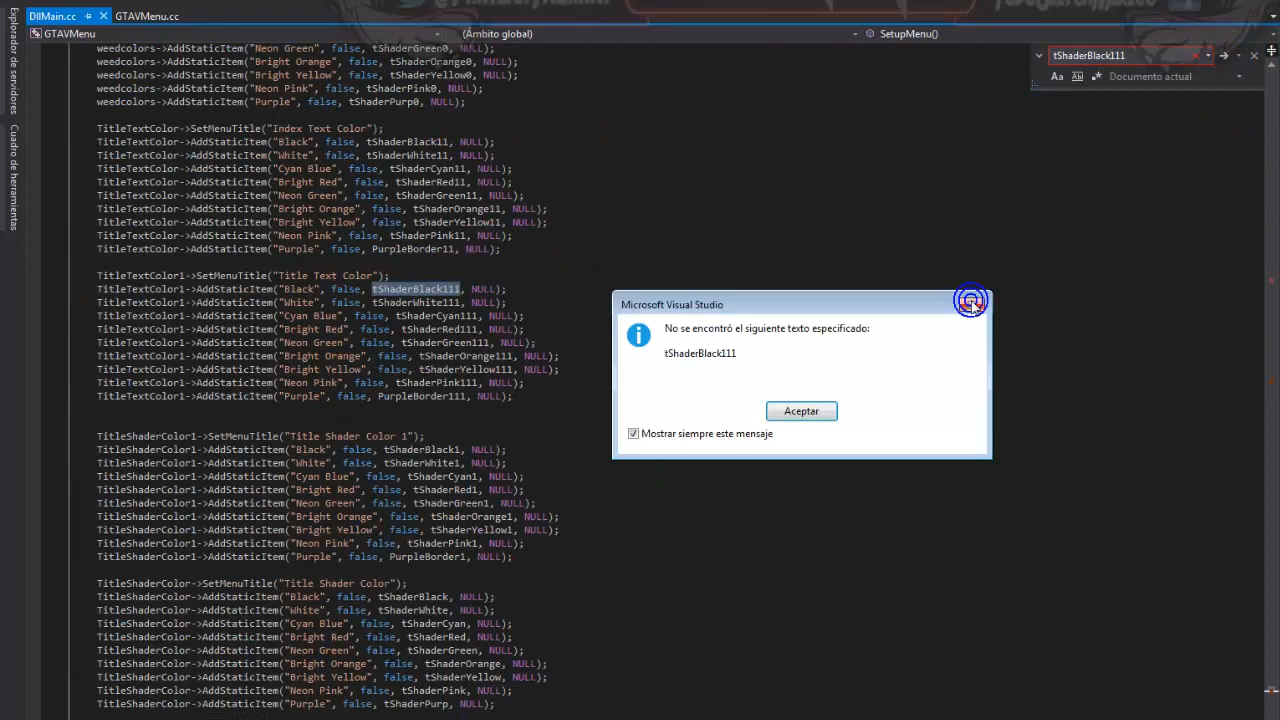 DllMain.cc
GTAVMenu.cc
GTAVMenu
(Ámbito global)
SetupMenu()
Explorador de servidores
Cuadro de herramientas
tShaderBlack111
Aa
Documento actual
weedcolors->AddStaticItem("Neon Green", false, tShaderGreen0, NULL);
weedcolors->AddStaticItem("Bright Orange", false, tShaderOrange0, NULL);
weedcolors->AddStaticItem("Bright Yellow", false, tShaderYellow0, NULL);
weedcolors->AddStaticItem("Neon Pink", false, tShaderPink0, NULL);
weedcolors->AddStaticItem("Purple", false, tShaderPurp0, NULL);
TitleTextColor->SetMenuTitle("Index Text Color");
TitleTextColor->AddStaticItem("Black", false, tShaderBlack11, NULL);
TitleTextColor->AddStaticItem("White", false, tShaderWhite11, NULL);
TitleTextColor->AddStaticItem("Cyan Blue", false, tShaderCyan11, NULL);
TitleTextColor->AddStaticItem("Bright Red", false, tShaderRed11, NULL);
TitleTextColor->AddStaticItem("Neon Green", false, tShaderGreen11, NULL);
TitleTextColor->AddStaticItem("Bright Orange", false, tShaderOrange11, NULL);
TitleTextColor->AddStaticItem("Bright Yellow", false, tShaderYellow11, NULL);
TitleTextColor->AddStaticItem("Neon Pink", false, tShaderPink11, NULL);
TitleTextColor->AddStaticItem("Purple", false, PurpleBorder11, NULL);
TitleTextColor1->SetMenuTitle("Title Text Color");
TitleTextColor1->AddStaticItem("Black", false, tShaderBlack111, NULL);
TitleTextColor1->AddStaticItem("White", false, tShaderWhite111, NULL);
TitleTextColor1->AddStaticItem("Cyan Blue", false, tShaderCyan111, NULL);
TitleTextColor1->AddStaticItem("Bright Red", false, tShaderRed111, NULL);
TitleTextColor1->AddStaticItem("Neon Green", false, tShaderGreen111, NULL);
TitleTextColor1->AddStaticItem("Bright Orange", false, tShaderOrange111, NULL);
TitleTextColor1->AddStaticItem("Bright Yellow", false, tShaderYellow111, NULL);
TitleTextColor1->AddStaticItem("Neon Pink", false, tShaderPink111, NULL);
TitleTextColor1->AddStaticItem("Purple", false, PurpleBorder111, NULL);
TitleShaderColor1->SetMenuTitle("Title Shader Color 1");
TitleShaderColor1->AddStaticItem("Black", false, tShaderBlack1, NULL);
TitleShaderColor1->AddStaticItem("White", false, tShaderWhite1, NULL);
TitleShaderColor1->AddStaticItem("Cyan Blue", false, tShaderCyan1, NULL);
TitleShaderColor1->AddStaticItem("Bright Red", false, tShaderRed1, NULL);
TitleShaderColor1->AddStaticItem("Neon Green", false, tShaderGreen1, NULL);
TitleShaderColor1->AddStaticItem("Bright Orange", false, tShaderOrange1, NULL);
TitleShaderColor1->AddStaticItem("Bright Yellow", false, tShaderYellow1, NULL);
TitleShaderColor1->AddStaticItem("Neon Pink", false, tShaderPink1, NULL);
TitleShaderColor1->AddStaticItem("Purple", false, PurpleBorder1, NULL);
TitleShaderColor->SetMenuTitle("Title Shader Color");
TitleShaderColor->AddStaticItem("Black", false, tShaderBlack, NULL);
TitleShaderColor->AddStaticItem("White", false, tShaderWhite, NULL);
TitleShaderColor->AddStaticItem("Cyan Blue", false, tShaderCyan, NULL);
TitleShaderColor->AddStaticItem("Bright Red", false, tShaderRed, NULL);
TitleShaderColor->AddStaticItem("Neon Green", false, tShaderGreen, NULL);
TitleShaderColor->AddStaticItem("Bright Orange", false, tShaderOrange, NULL);
TitleShaderColor->AddStaticItem("Bright Yellow", false, tShaderYellow, NULL);
TitleShaderColor->AddStaticItem("Neon Pink", false, tShaderPink, NULL);
TitleShaderColor->AddStaticItem("Purple", false, tShaderPurp, NULL);
Microsoft Visual Studio
No se encontró el siguiente texto especificado:
tShaderBlack111
Aceptar
Mostrar siempre este mensaje